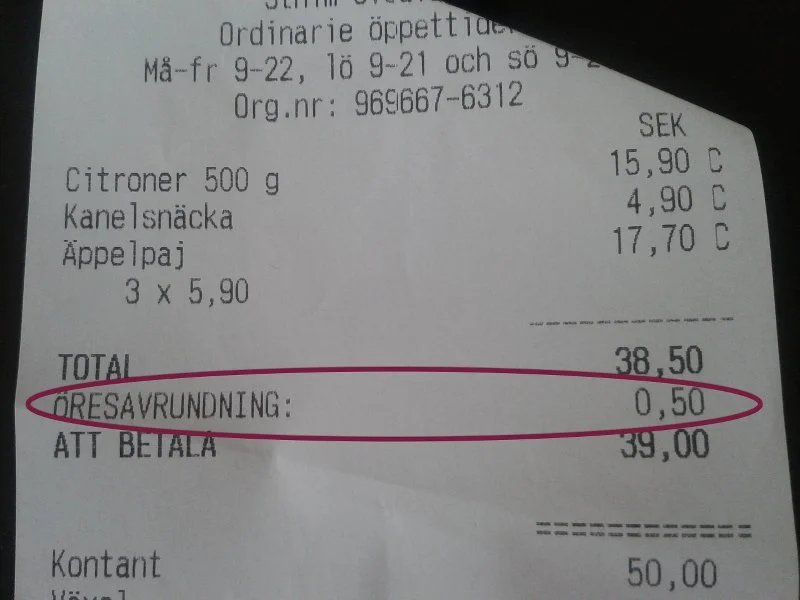 Ordinarie
Må-fr 9-22, lö 9-21 och sö
Org.nr: 969667-6312
SEK
Citroner 500 g 15,90 C
Kanelsnäcka 4,90 C
Äppelpaj 17,70 C
3 x 5,90
TOTAL 38,50
ÖRESAVRUNDNING: 0,50
ATT BETALA 39,00
Kontant 50,00